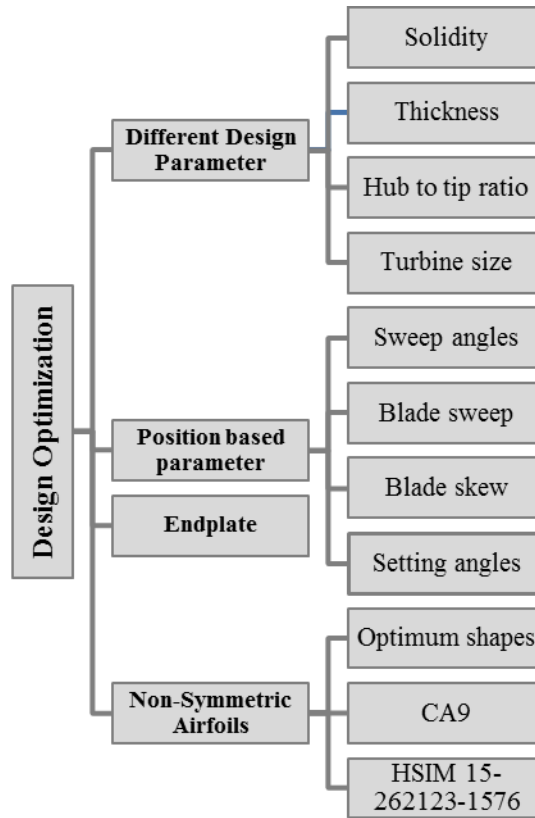 Design Optimization
Different Design
Parameter
Solidity
Thickness
Hub to tip ratio
Turbine size
Position based
parameter
Sweep angles
Blade sweep
Blade skew
Setting angles
Endplate
Non-Symmetric
Airfoils
Optimum shapes
CA9
HSIM 15-
262123-1576